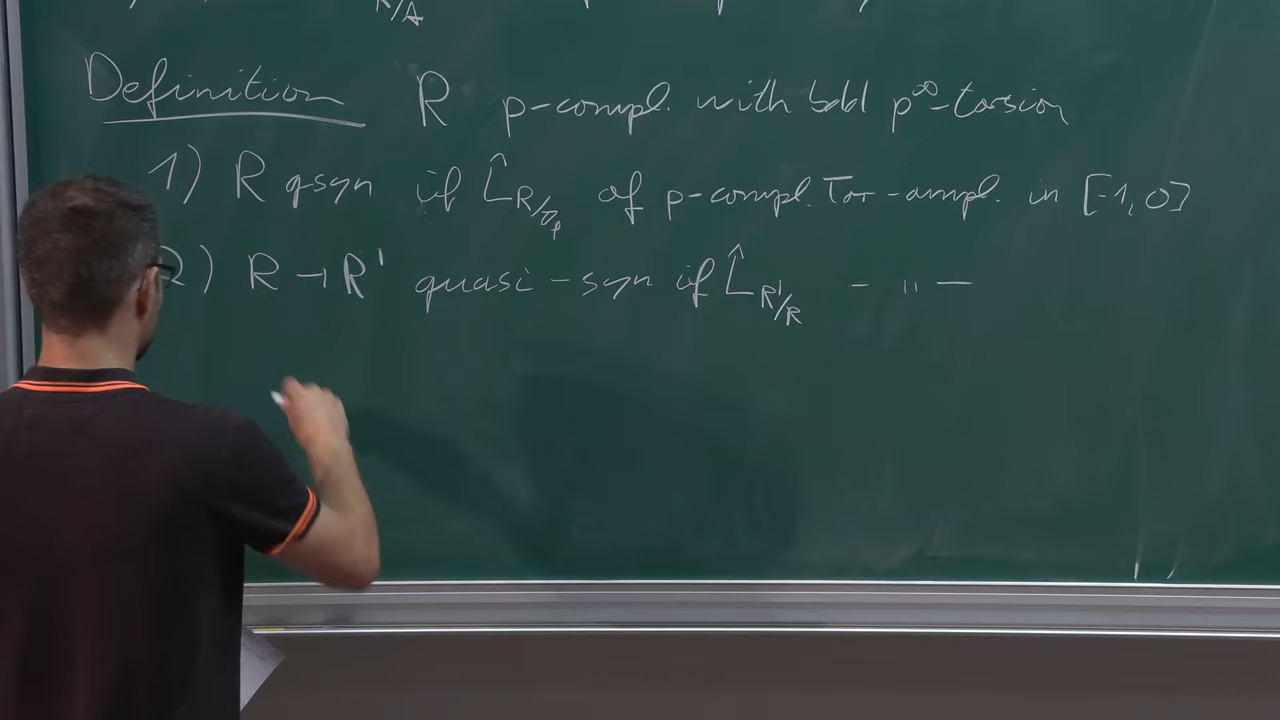 R/A
Definition R p-compl. with bdd p^∞-torsion
1) R qsyn if L̂_{R/ℤ_p} of p-compl. Tor-ampl. in [-1,0]
2) R → R' quasi-syn if L̂_{R'/R} - " -